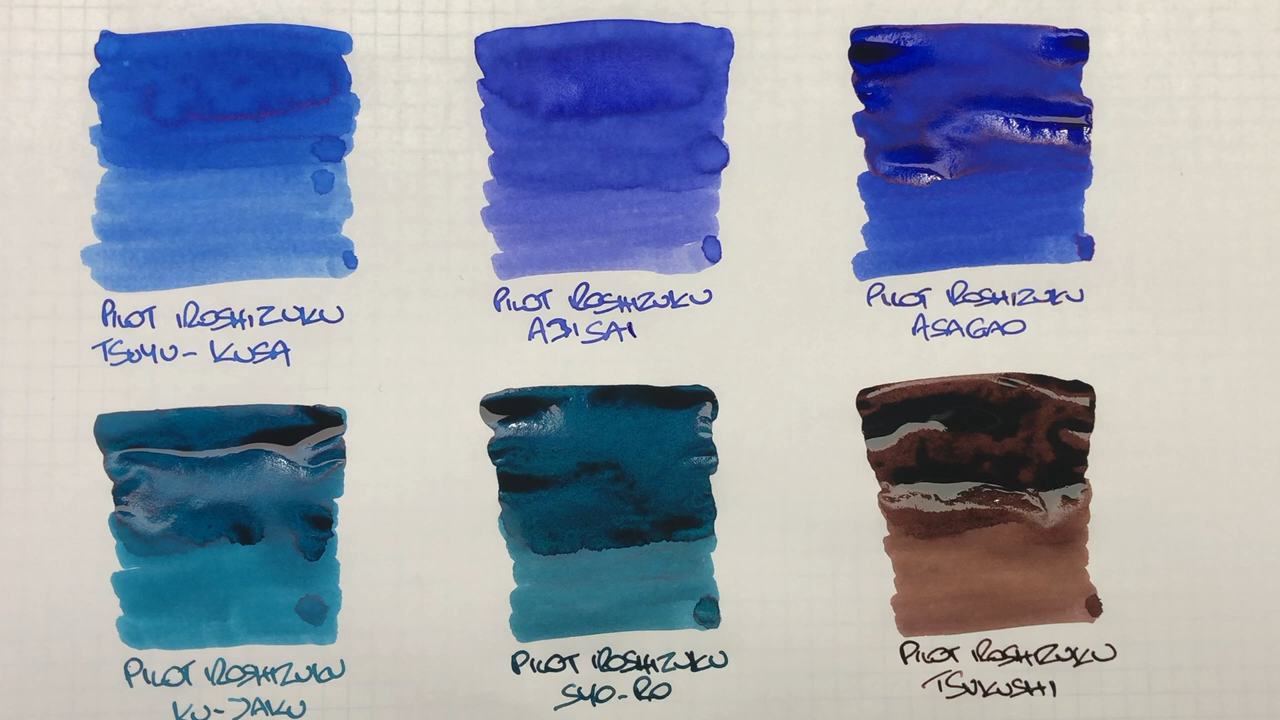 PILOT IROSHIZUKU
TSUYU-KUSA
PILOT IROSHIZUKU
AJISAI
PILOT IROSHIZUKU
ASAGAO
PILOT IROSHIZUKU
KU-JAKU
PILOT IROSHIZUKU
SYO-RO
PILOT IROSHIZUKU
TSUKUSHI